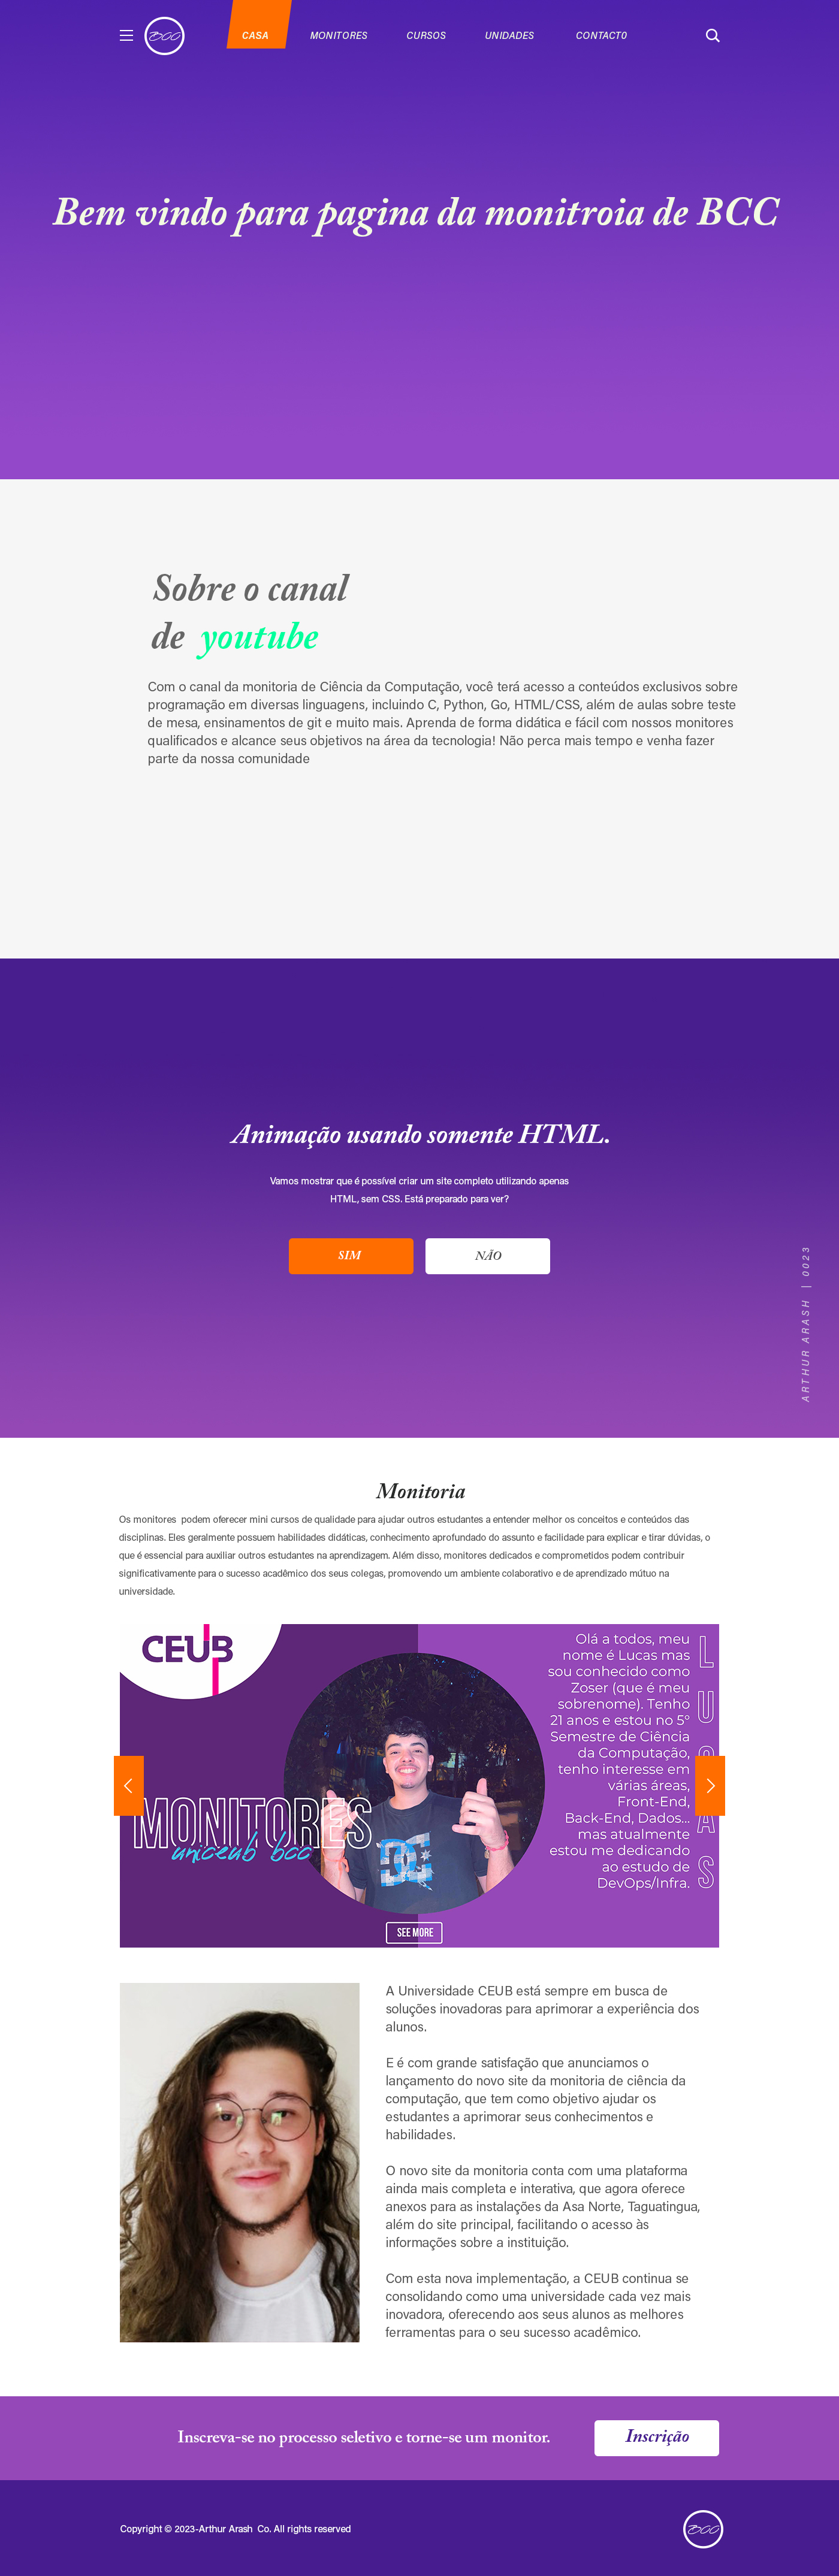 BCC
CASA
MONITORES
CURSOS
UNIDADES
CONTACT0
Bem vindo para pagina da monitroia de BCC
Sobre o canal
de youtube
Com o canal da monitoria de Ciência da Computação, você terá acesso a conteúdos exclusivos sobre
programação em diversas linguagens, incluindo C, Python, Go, HTML/CSS, além de aulas sobre teste
de mesa, ensinamentos de git e muito mais. Aprenda de forma didática e fácil com nossos monitores
qualificados e alcance seus objetivos na área da tecnologia! Não perca mais tempo e venha fazer
parte da nossa comunidade
Animação usando somente HTML.
Vamos mostrar que é possível criar um site completo utilizando apenas
HTML, sem CSS. Está preparado para ver?
SIM
NÃO
ARTHUR ARASH | 0023
Monitoria
Os monitores podem oferecer mini cursos de qualidade para ajudar outros estudantes a entender melhor os conceitos e conteúdos das
disciplinas. Eles geralmente possuem habilidades didáticas, conhecimento aprofundado do assunto e facilidade para explicar e tirar dúvidas, o
que é essencial para auxiliar outros estudantes na aprendizagem. Além disso, monitores dedicados e comprometidos podem contribuir
significativamente para o sucesso acadêmico dos seus colegas, promovendo um ambiente colaborativo e de aprendizado mútuo na
universidade.
CEUB
MONITORES
uniceub bcc
DC
Olá a todos, meu
nome é Lucas mas
sou conhecido como
Zoser (que é meu
sobrenome). Tenho
21 anos e estou no 5°
Semestre de Ciência
da Computação,
tenho interesse em
várias áreas,
Front-End,
Back-End, Dados...
mas atualmente
estou me dedicando
ao estudo de
DevOps/Infra.
LUCAS
SEE MORE
A Universidade CEUB está sempre em busca de
soluções inovadoras para aprimorar a experiência dos
alunos.
E é com grande satisfação que anunciamos o
lançamento do novo site da monitoria de ciência da
computação, que tem como objetivo ajudar os
estudantes a aprimorar seus conhecimentos e
habilidades.
O novo site da monitoria conta com uma plataforma
ainda mais completa e interativa, que agora oferece
anexos para as instalações da Asa Norte, Taguatingua,
além do site principal, facilitando o acesso às
informações sobre a instituição.
Com esta nova implementação, a CEUB continua se
consolidando como uma universidade cada vez mais
inovadora, oferecendo aos seus alunos as melhores
ferramentas para o seu sucesso acadêmico.
Inscreva-se no processo seletivo e torne-se um monitor.
Inscrição
Copyright © 2023-Arthur Arash Co. All rights reserved
BCC